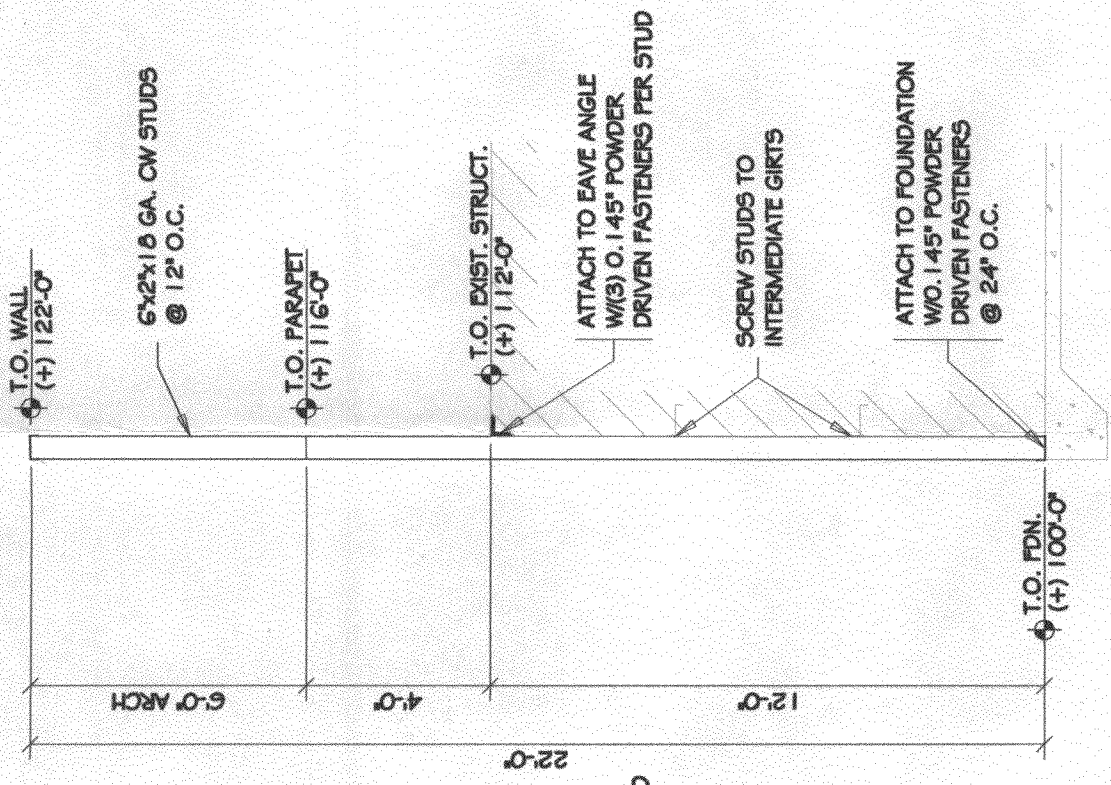 T.O. WALL
(+) 122'-0"
6"x2"x18 GA. CW STUDS
@ 12" O.C.
T.O. PARAPET
(+) 116'-0"
T.O. EXIST. STRUCT.
(+) 112'-0"
ATTACH TO EAVE ANGLE
W/(3) 0.145" POWDER
DRIVEN FASTENERS PER STUD
SCREW STUDS TO
INTERMEDIATE GIRTS
ATTACH TO FOUNDATION
W/0.145" POWDER
DRIVEN FASTENERS
@ 24" O.C.
T.O. FDN.
(+) 100'-0"
6'-0" ARCH
4'-0"
12'-0"
22'-0"